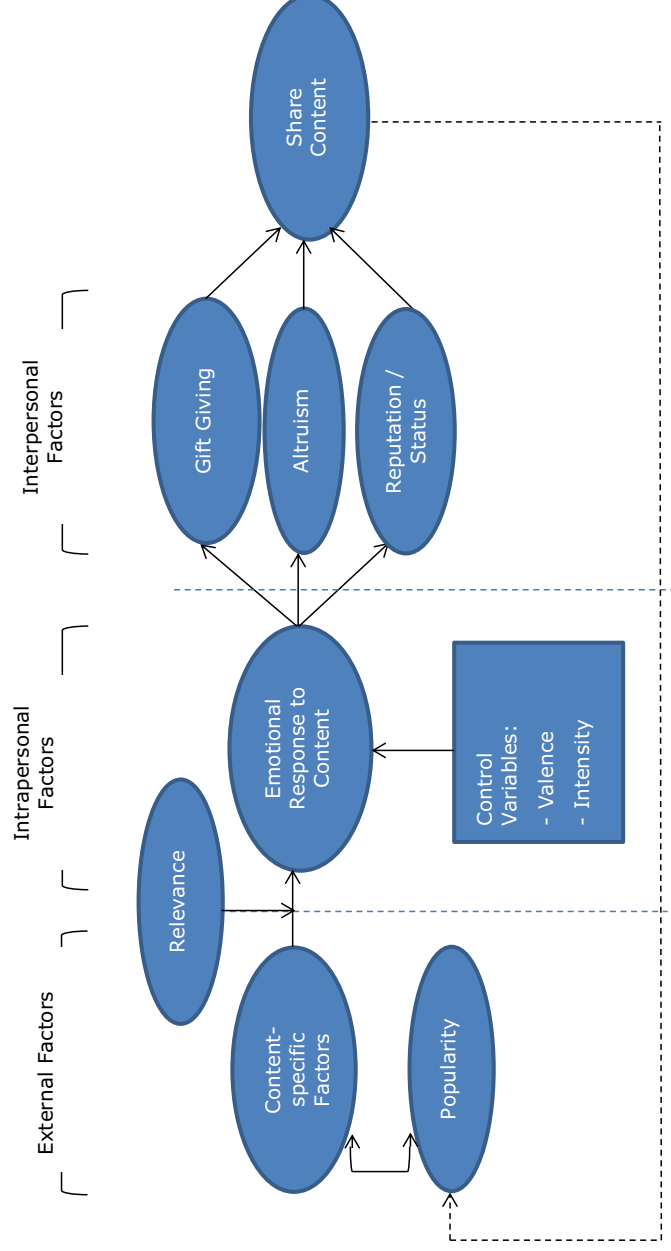 External Factors
Intrapersonal
Factors
Interpersonal
Factors
Relevance
Content-
specific
Factors
Popularity
Emotional
Response to
Content
Control
Variables:
- Valence
- Intensity
Gift Giving
Altruism
Reputation /
Status
Share
Content